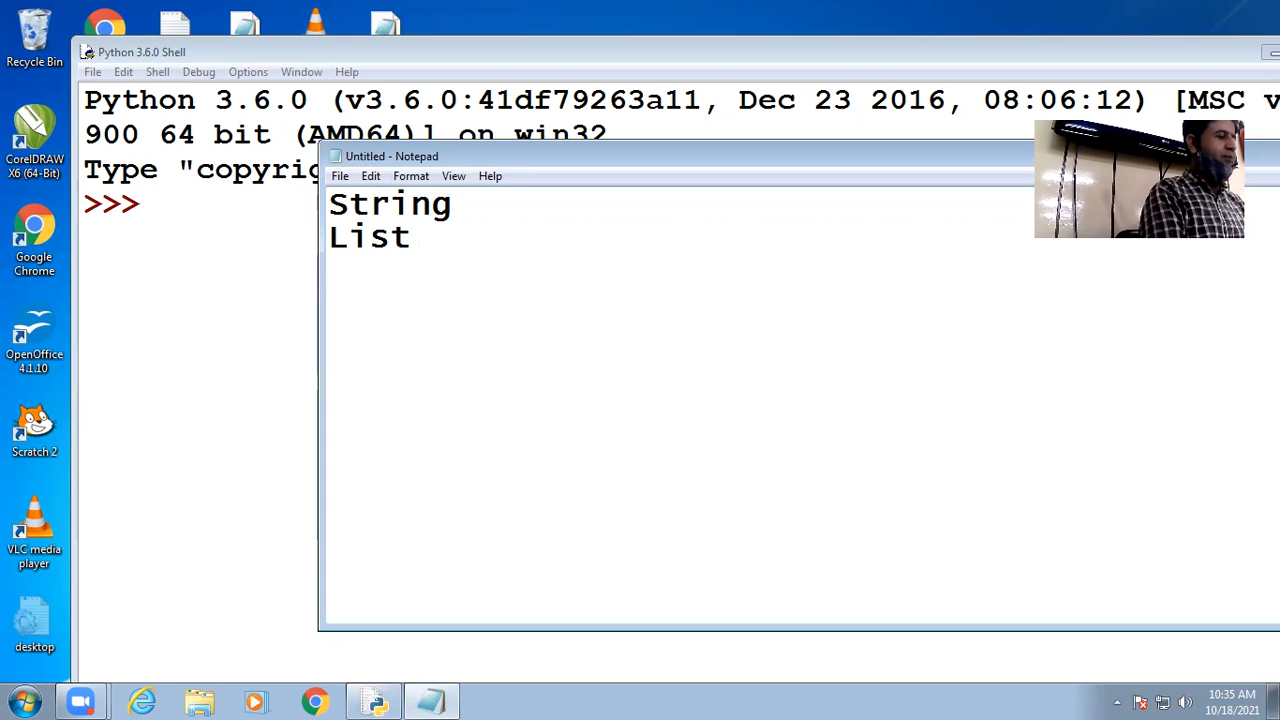 Recycle Bin
Python 3.6.0 Shell
File Edit Shell Debug Options Window Help
Python 3.6.0 (v3.6.0:41df79263a11, Dec 23 2016, 08:06:12) [MSC v
900 64 bit (AMD64)] on win32
Type "copyrig
>>>
Untitled - Notepad
File Edit Format View Help
String
List
CorelDRAW
X6 (64-Bit)
Google
Chrome
OpenOffice
4.1.10
Scratch 2
VLC media
player
desktop
10:35 AM
10/18/2021